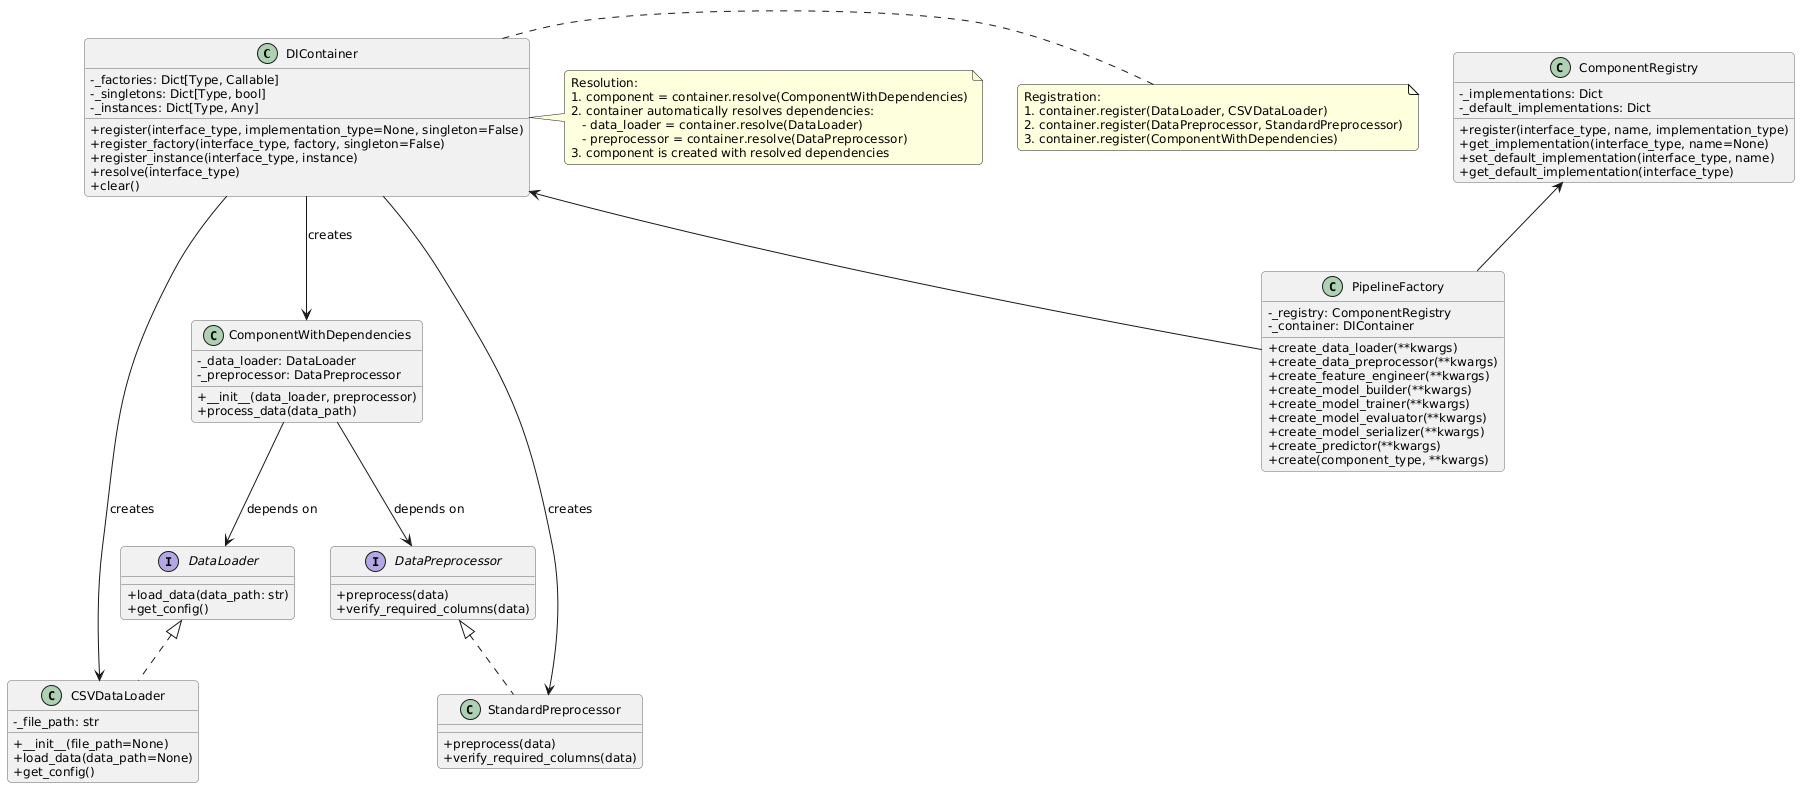 C DIContainer
-_factories: Dict[Type, Callable]
-_singletons: Dict[Type, bool]
-_instances: Dict[Type, Any]
+register(interface_type, implementation_type=None, singleton=False)
+register_factory(interface_type, factory, singleton=False)
+register_instance(interface_type, instance)
+resolve(interface_type)
+clear()
Resolution:
1. component = container.resolve(ComponentWithDependencies)
2. container automatically resolves dependencies:
- data_loader = container.resolve(DataLoader)
- preprocessor = container.resolve(DataPreprocessor)
3. component is created with resolved dependencies
Registration:
1. container.register(DataLoader, CSVDataLoader)
2. container.register(DataPreprocessor, StandardPreprocessor)
3. container.register(ComponentWithDependencies)
C ComponentRegistry
-_implementations: Dict
-_default_implementations: Dict
+register(interface_type, name, implementation_type)
+get_implementation(interface_type, name=None)
+set_default_implementation(interface_type, name)
+get_default_implementation(interface_type)
creates
C ComponentWithDependencies
-_data_loader: DataLoader
-_preprocessor: DataPreprocessor
+__init__(data_loader, preprocessor)
+process_data(data_path)
C PipelineFactory
-_registry: ComponentRegistry
-_container: DIContainer
+create_data_loader(**kwargs)
+create_data_preprocessor(**kwargs)
+create_feature_engineer(**kwargs)
+create_model_builder(**kwargs)
+create_model_trainer(**kwargs)
+create_model_evaluator(**kwargs)
+create_model_serializer(**kwargs)
+create_predictor(**kwargs)
+create(component_type, **kwargs)
creates
depends on
depends on
creates
I DataLoader
+load_data(data_path: str)
+get_config()
I DataPreprocessor
+preprocess(data)
+verify_required_columns(data)
C CSVDataLoader
-_file_path: str
+__init__(file_path=None)
+load_data(data_path=None)
+get_config()
C StandardPreprocessor
+preprocess(data)
+verify_required_columns(data)